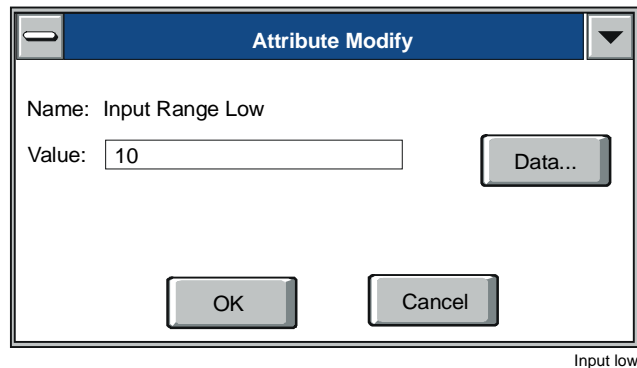 Attribute Modify
Name: Input Range Low
Value: 10
Data...
OK Cancel
Input low